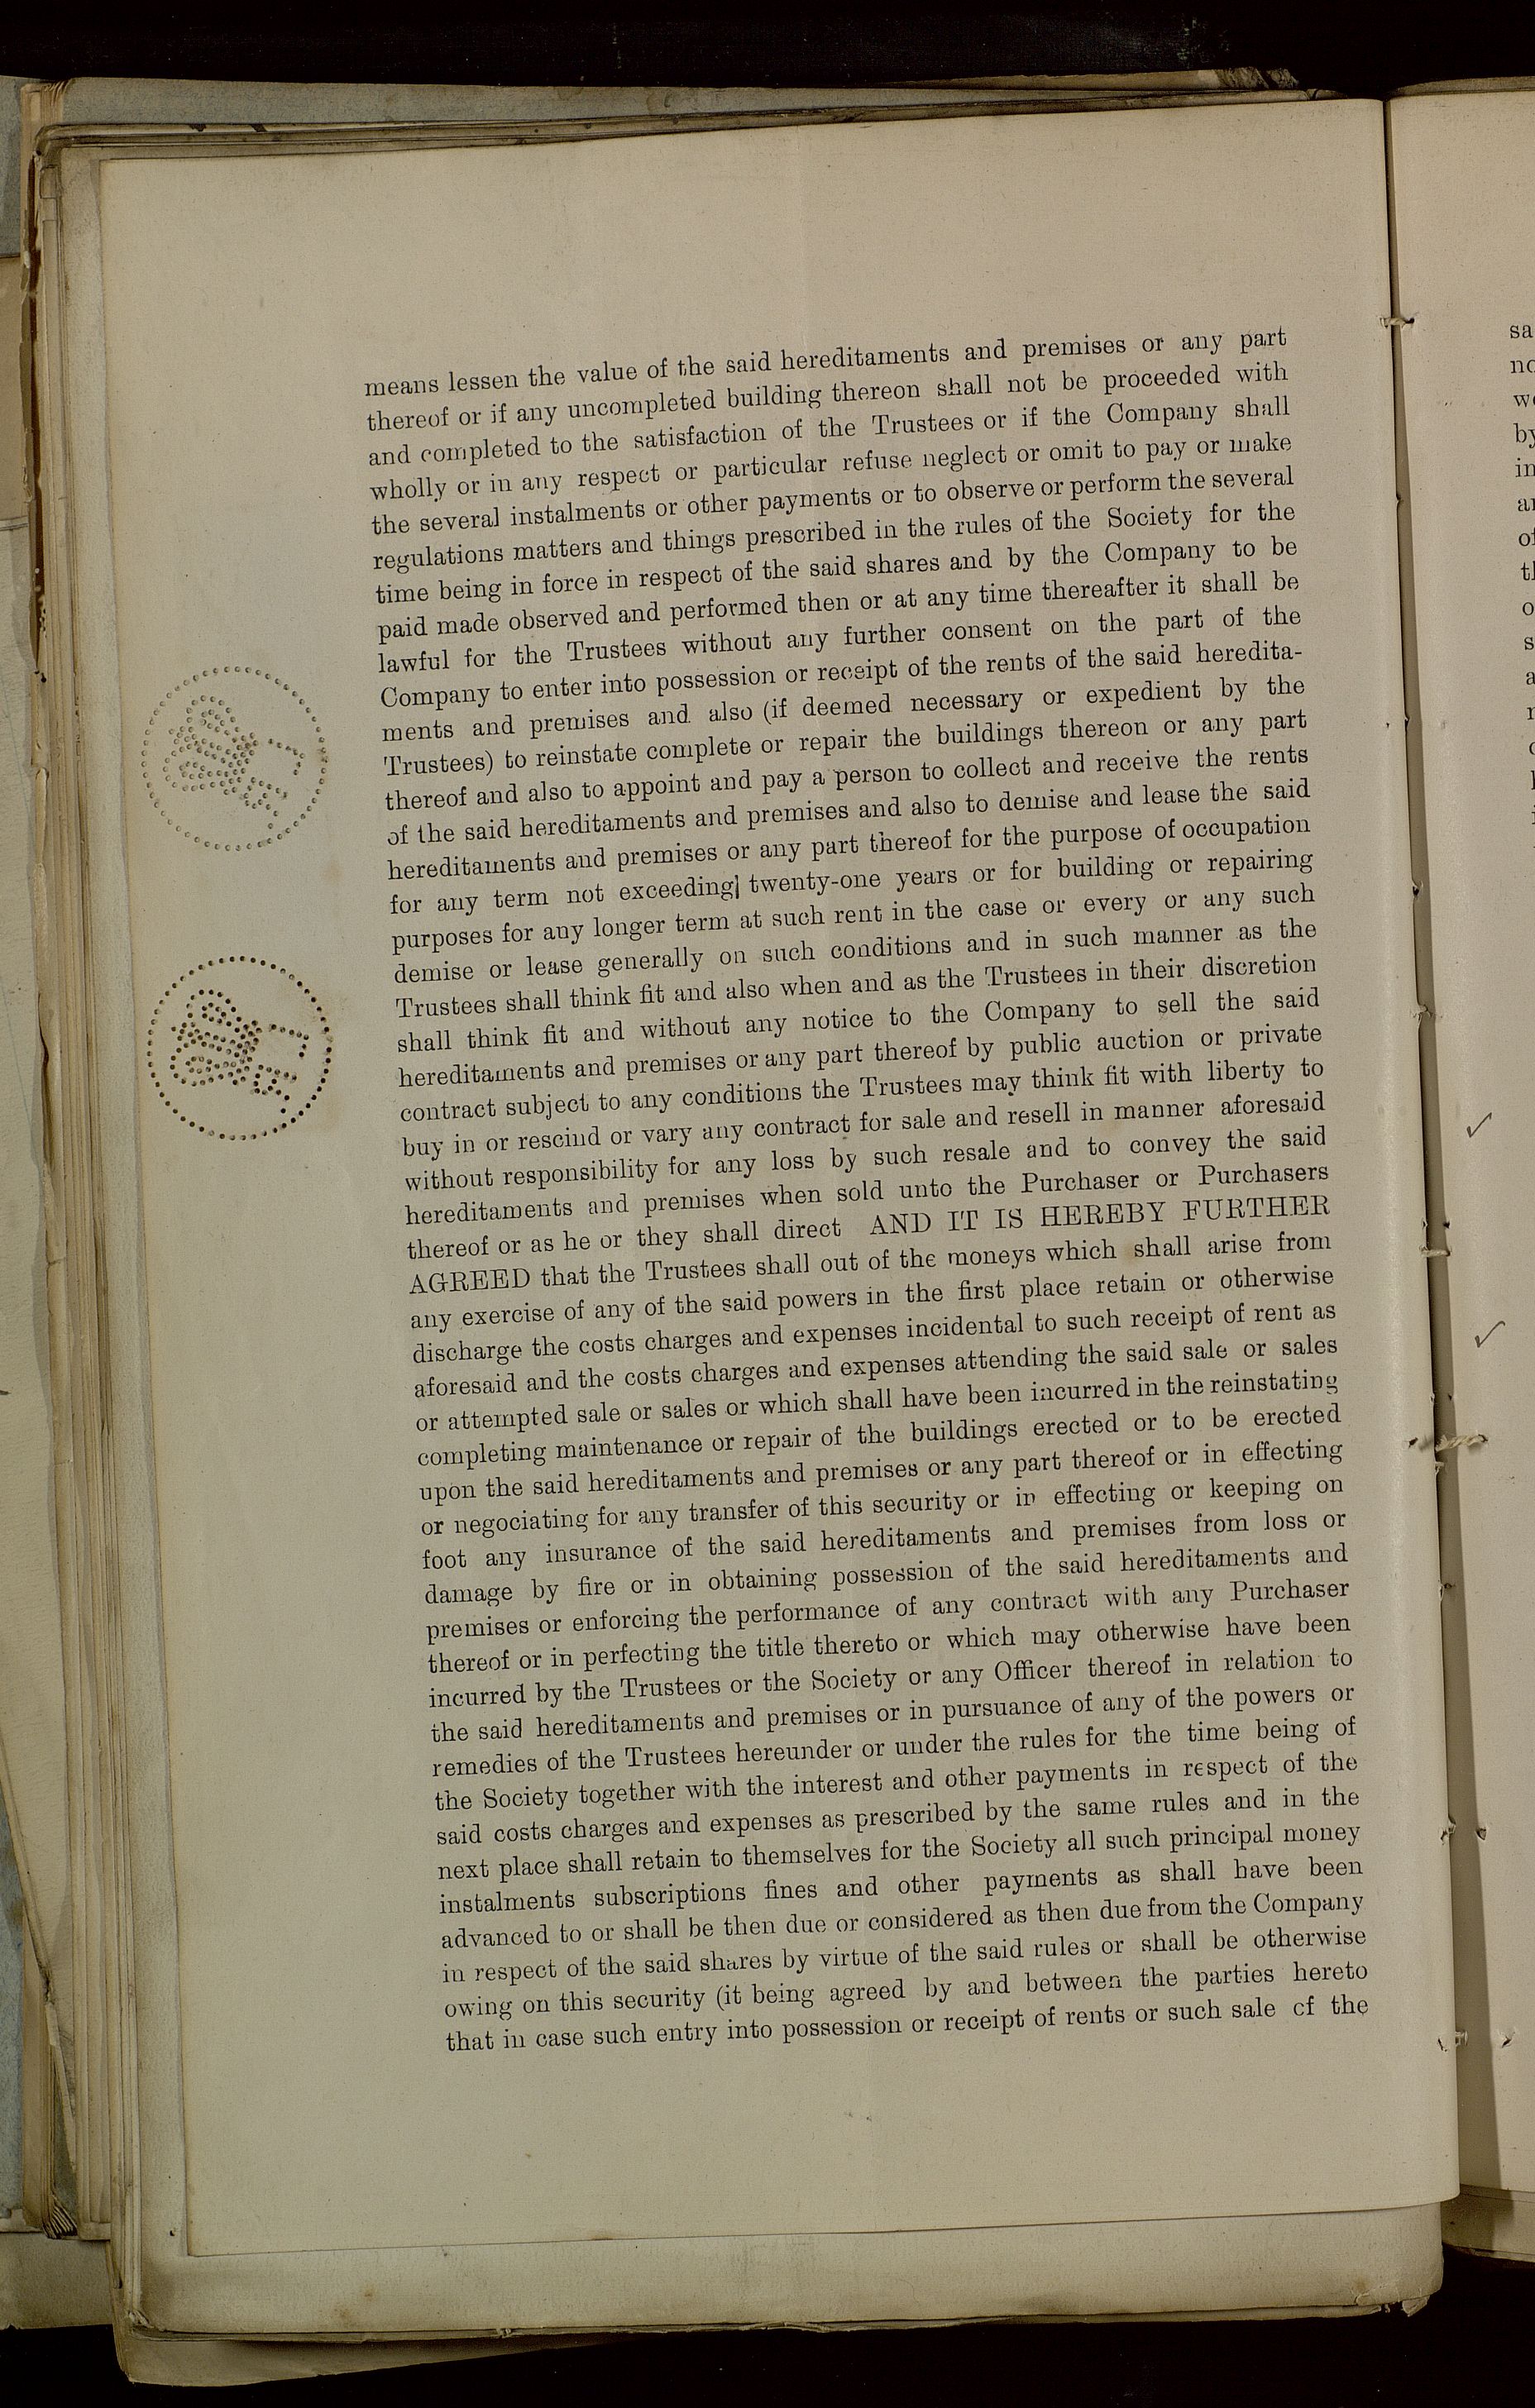 means lessen the value of the said hereditaments and premises or any part
thereof or if any uncompleted building thereon shall not be proceeded with
and completed to the satisfaction of the Trustees or if the Company shall
wholly or in any respect or particular refuse neglect or omit to pay or make
the several instalments or other payments or to observe or perform the several
regulations matters and things prescribed in the rules of the Society for the
time being in force in respect of the said shares and by the Company to be
paid made observed and performed then or at any time thereafter it shall be
lawful for the Trustees without any further consent on the part of the
Company to enter into possession or receipt of the rents of the said heredita-
ments and premises and also (if deemed necessary or expedient by the
Trustees) to reinstate complete or repair the buildings thereon or any part
thereof and also to appoint and pay a person to collect and receive the rents
of the said hereditaments and premises and also to demise and lease the said
hereditaments and premises or any part thereof for the purpose of occupation
for any term not exceeding twenty-one years or for building or repairing
purposes for any longer term at such rent in the case or every or any such
demise or lease generally on such conditions and in such manner as the
Trustees shall think fit and also when and as the Trustees in their discretion
shall think fit and without any notice to the Company to sell the said
hereditaments and premises or any part thereof by public auction or private
contract subject to any conditions the Trustees may think fit with liberty to
buy in or rescind or vary any contract for sale and resell in manner aforesaid
without responsibility for any loss by such resale and to convey the said
hereditaments and premises when sold unto the Purchaser or Purchasers
thereof or as he or they shall direct AND IT IS HEREBY FURTHER
AGREED that the Trustees shall out of the moneys which shall arise from
any exercise of any of the said powers in the first place retain or otherwise
discharge the costs charges and expenses incidental to such receipt of rent as
aforesaid and the costs charges and expenses attending the said sale or sales
or attempted sale or sales or which shall have been incurred in the reinstating
completing maintenance or repair of the buildings erected or to be erected
upon the said hereditaments and premises or any part thereof or in effecting
or negociating for any transfer of this security or in effecting or keeping on
foot any insurance of the said hereditaments and premises from loss or
damage by fire or in obtaining possession of the said hereditaments and
premises or enforcing the performance of any contract with any Purchaser
thereof or in perfecting the title thereto or which may otherwise have been
incurred by the Trustees or the Society or any Officer thereof in relation to
the said hereditaments and premises or in pursuance of any of the powers or
remedies of the Trustees hereunder or under the rules for the time being of
the Society together with the interest and other payments in respect of the
said costs charges and expenses as prescribed by the same rules and in the
next place shall retain to themselves for the Society all such principal money
instalments subscriptions fines and other payments as shall have been
advanced to or shall be then due or considered as then due from the Company
in respect of the said shares by virtue of the said rules or shall be otherwise
owing on this security (it being agreed by and between the parties hereto
that in case such entry into possession or receipt of rents or such sale of the